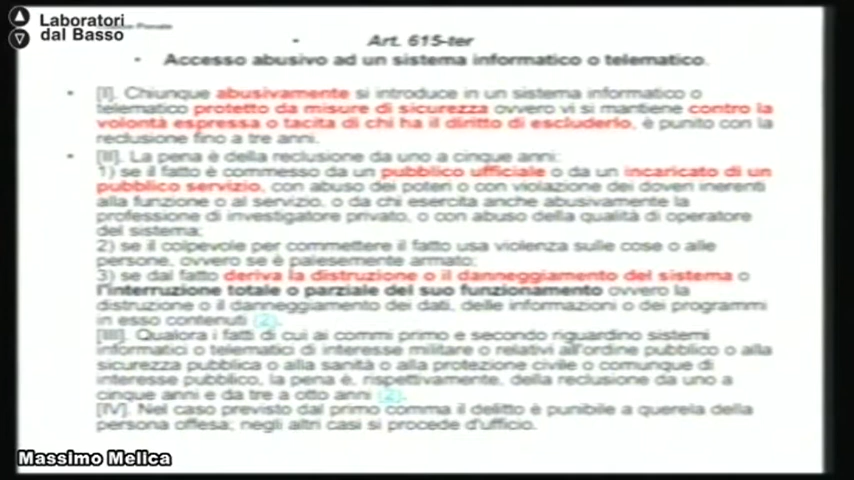 Laboratori
dal Basso
Penale
Art. 615-ter
Accesso abusivo ad un sistema informatico o telematico.
[I]. Chiunque abusivamente si introduce in un sistema informatico o
telematico protetto da misure di sicurezza ovvero vi si mantiene contro la
volontà espressa o tacita di chi ha il diritto di escluderlo, è punito con la
reclusione fino a tre anni.
[II]. La pena è della reclusione da uno a cinque anni:
1) se il fatto è commesso da un pubblico ufficiale o da un incaricato di un
pubblico servizio, con abuso dei poteri o con violazione dei doveri inerenti
alla funzione o al servizio, o da chi esercita anche abusivamente la
professione di investigatore privato, o con abuso della qualità di operatore
del sistema;
2) se il colpevole per commettere il fatto usa violenza sulle cose o alle
persone, ovvero se è palesemente armato;
3) se dal fatto deriva la distruzione o il danneggiamento del sistema o
l'interruzione totale o parziale del suo funzionamento ovvero la
distruzione o il danneggiamento dei dati, delle informazioni o dei programmi
in esso contenuti (2).
[III]. Qualora i fatti di cui ai commi primo e secondo riguardino sistemi
informatici o telematici di interesse militare o relativi all'ordine pubblico o alla
sicurezza pubblica o alla sanità o alla protezione civile o comunque di
interesse pubblico, la pena è, rispettivamente, della reclusione da uno a
cinque anni e da tre a otto anni (2).
[IV]. Nel caso previsto dal primo comma il delitto è punibile a querela della
persona offesa; negli altri casi si procede d'ufficio.
Massimo Melica